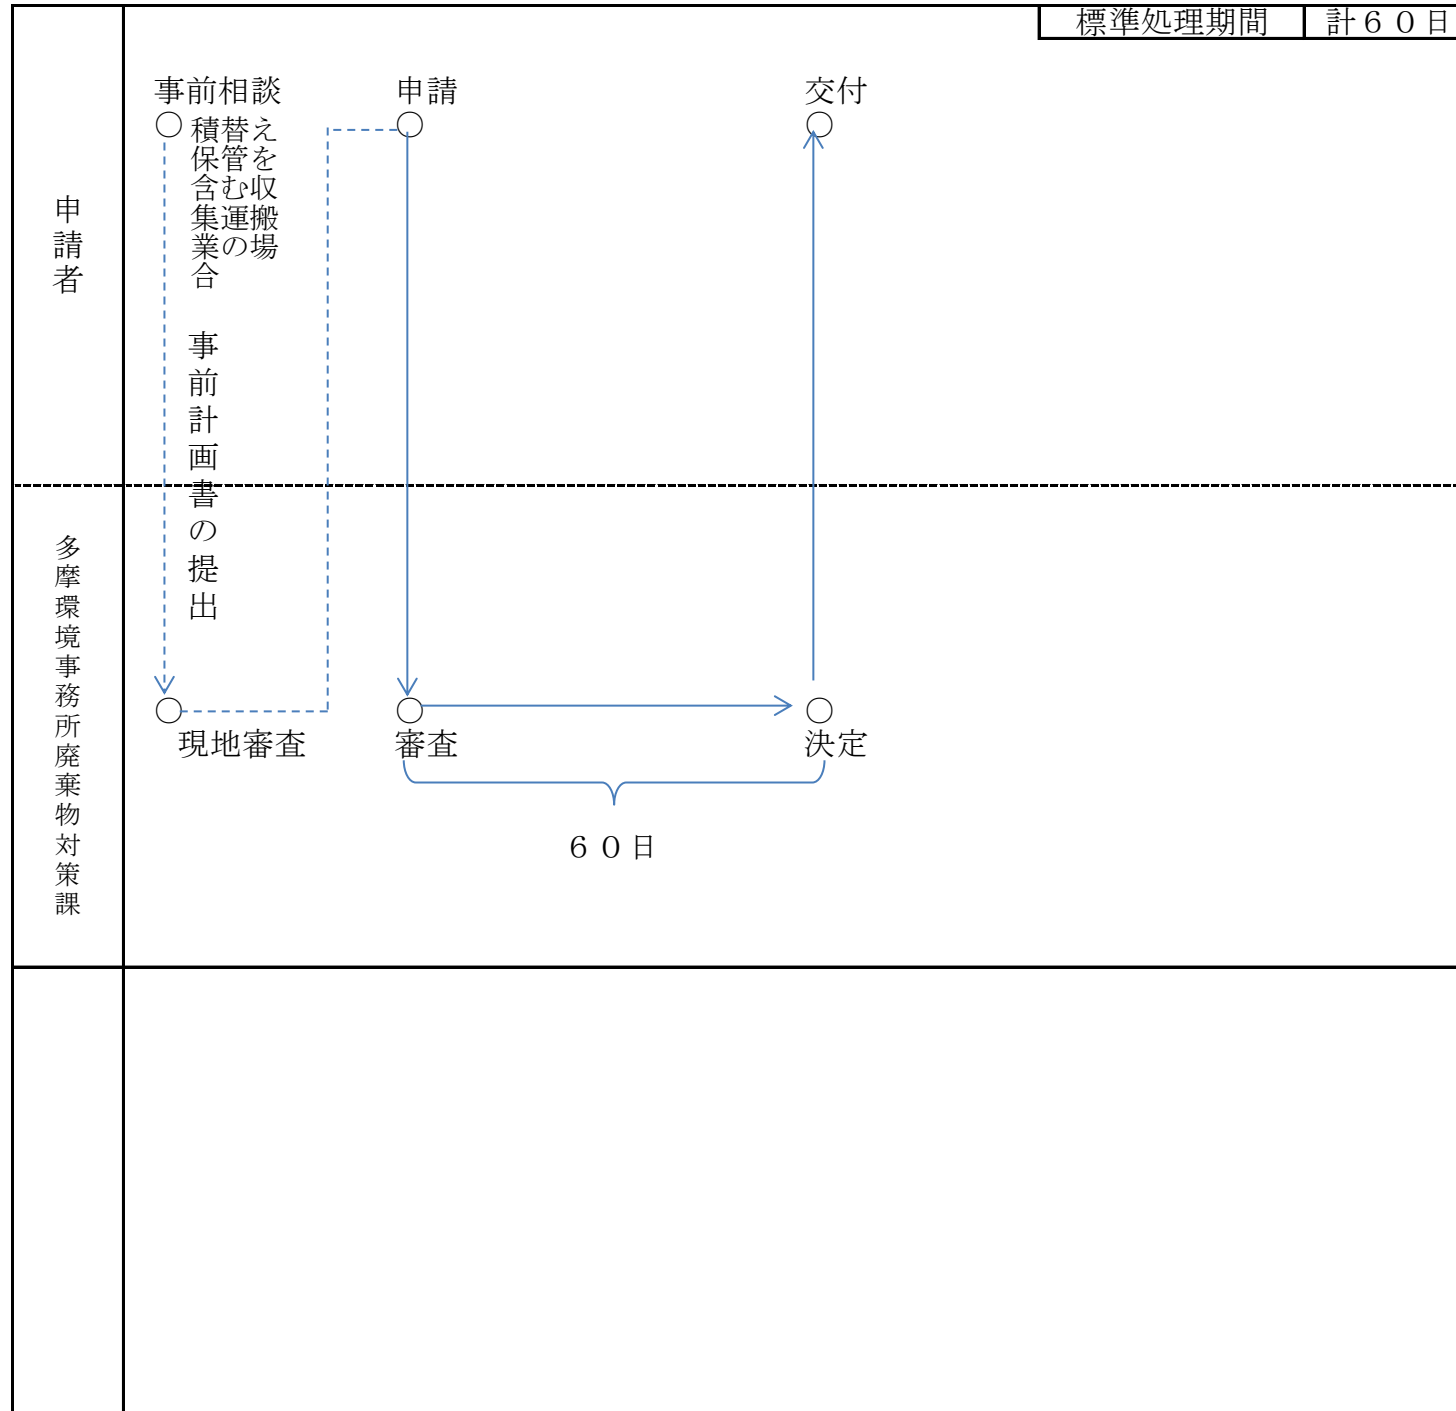 標準処理期間 計６０日
事前相談
申請
交付
積替え
保管を
含む収
集運搬
業の場
合
申請者
事前計画書の提出
多摩環境事務所廃棄物対策課
現地審査
審査
決定
６０日